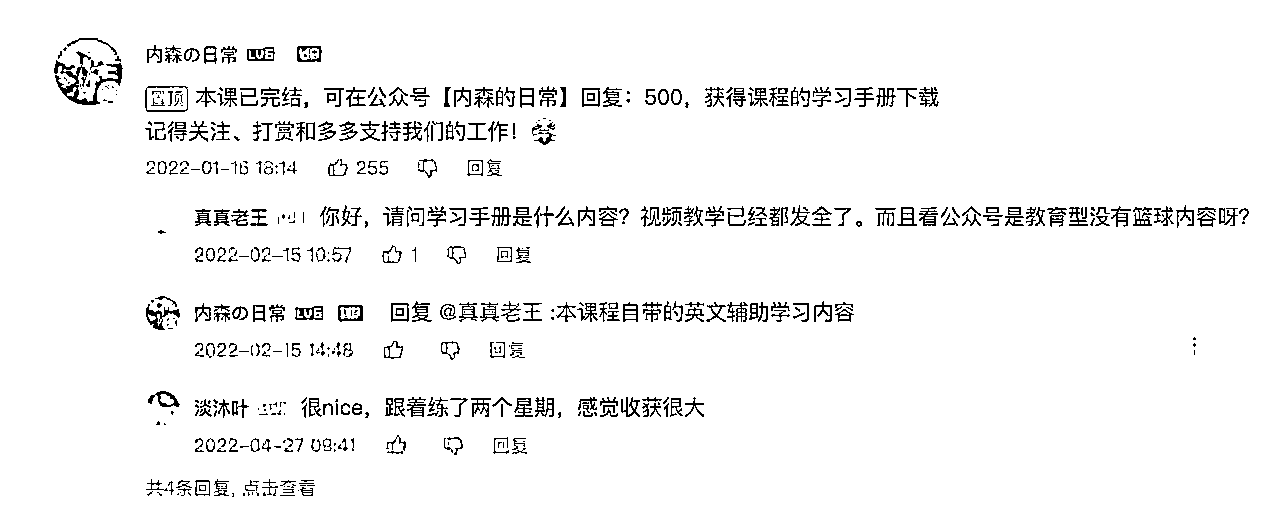 内森の日常 LV6 UP
置顶 本课已完结，可在公众号【内森的日常】回复：500，获得课程的学习手册下载
记得关注、打赏和多多支持我们的工作！
2022-01-16 18:14 255 回复
真真老王 你好，请问学习手册是什么内容？视频教学已经都发全了。而且看公众号是教育型没有篮球内容呀？
2022-02-15 10:57 1 回复
内森の日常 LV6 UP 回复 @真真老王 :本课程自带的英文辅助学习内容
2022-02-15 14:48 回复
淡沐叶 很nice，跟着练了两个星期，感觉收获很大
2022-04-27 09:41 回复
共4条回复, 点击查看